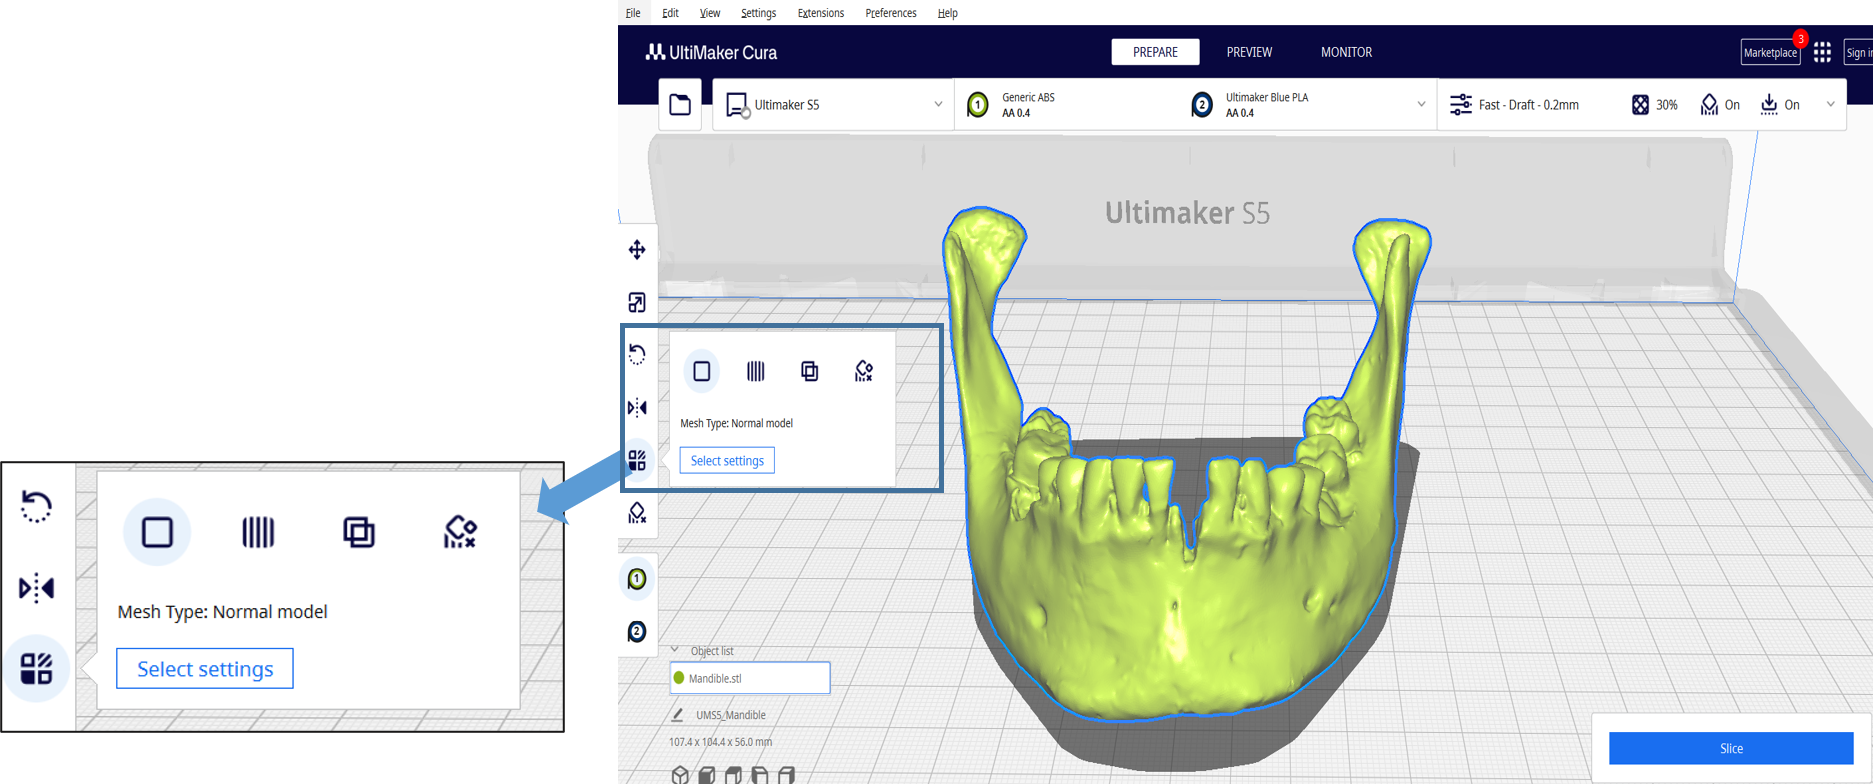 File Edit View Settings Extensions Preferences Help
UltiMaker Cura PREPARE PREVIEW MONITOR Marketplace 3 Sign in
Ultimaker S5
1 Generic ABS
AA 0.4
2 Ultimaker Blue PLA
AA 0.4
Fast - Draft - 0.2mm 30% On On
Ultimaker S5
Mesh Type: Normal model
Select settings
1
2
Mesh Type: Normal model
Select settings
Object list
Mandible.stl
UMS5_Mandible
107.4 x 104.4 x 56.0 mm
Slice